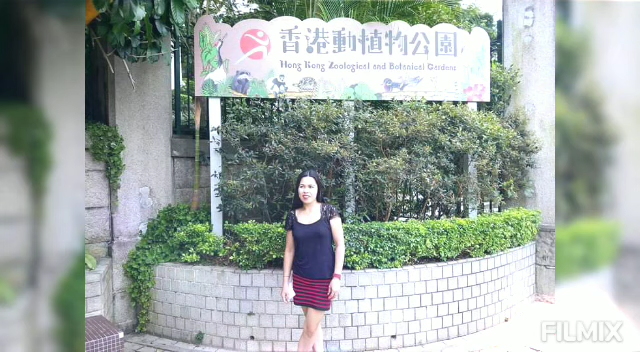 香港動植物公園
Hong Kong Zoological and Botanical Gardens
FILMIX